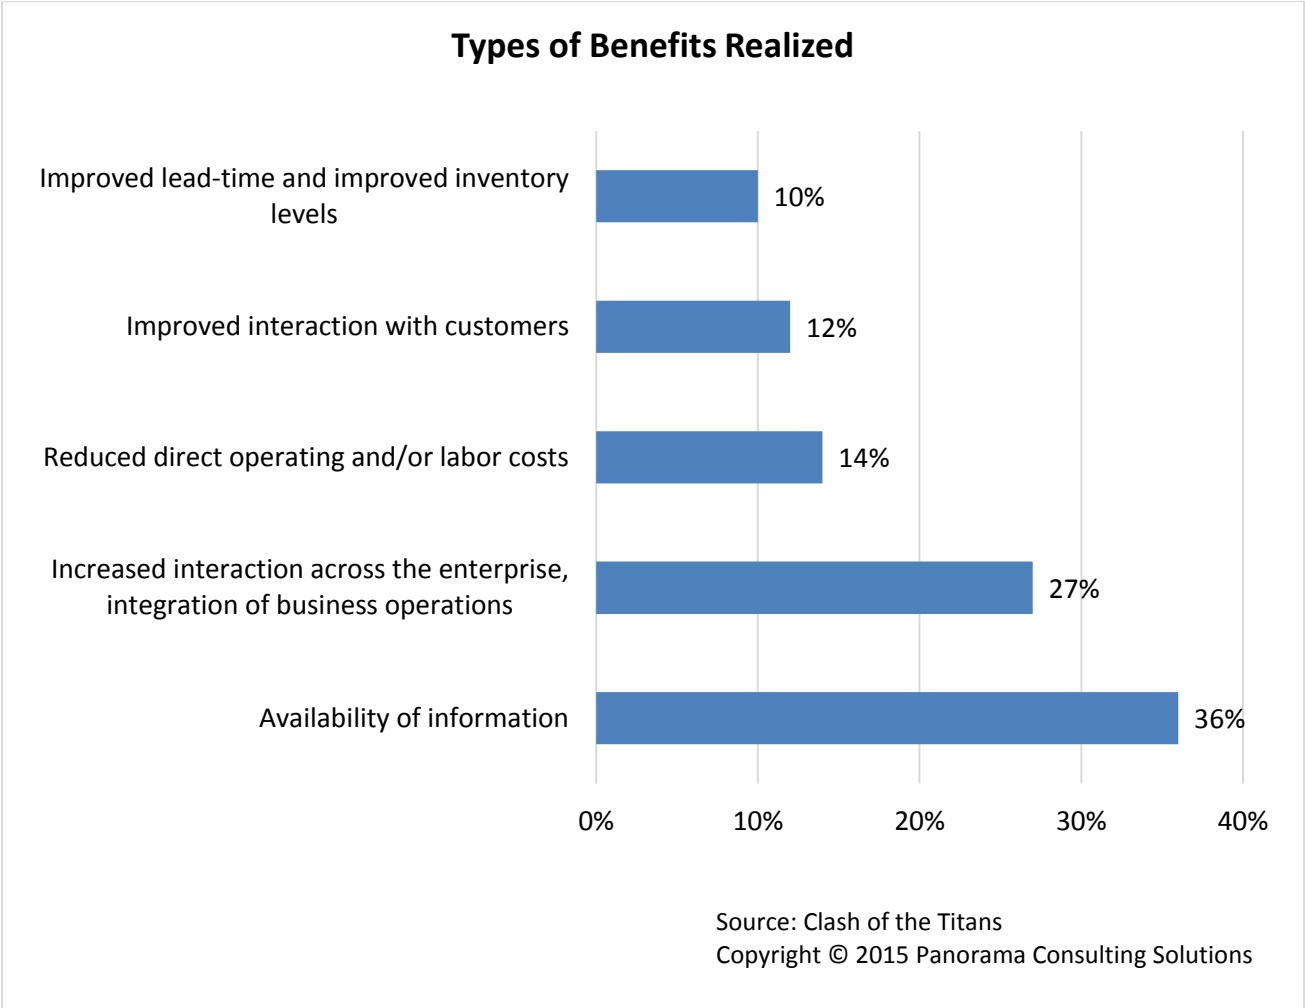 Types of Benefits Realized
Improved lead-time and improved inventory
levels
10%
Improved interaction with customers
12%
Reduced direct operating and/or labor costs
14%
Increased interaction across the enterprise,
integration of business operations
27%
Availability of information
36%
0% 10% 20% 30% 40%
Source: Clash of the Titans
Copyright © 2015 Panorama Consulting Solutions